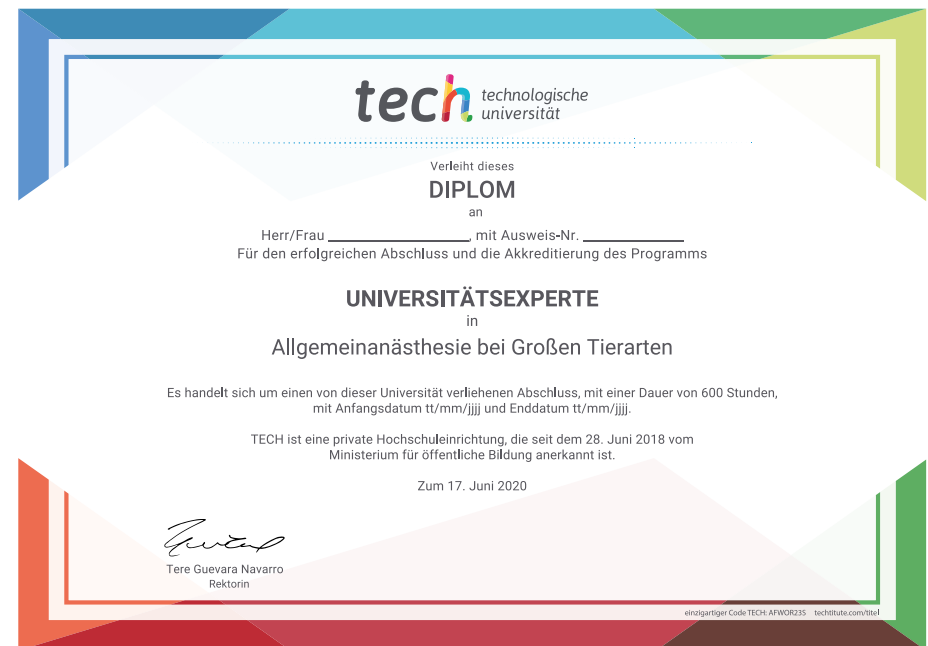 tech technologische
universität
Verleiht dieses
DIPLOM
an
Herr/Frau ____________________, mit Ausweis-Nr. ______________
Für den erfolgreichen Abschluss und die Akkreditierung des Programms
UNIVERSITÄTSEXPERTE
in
Allgemeinanästhesie bei Großen Tierarten
Es handelt sich um einen von dieser Universität verliehenen Abschluss, mit einer Dauer von 600 Stunden,
mit Anfangsdatum tt/mm/jjjj und Enddatum tt/mm/jjjj.
TECH ist eine private Hochschuleinrichtung, die seit dem 28. Juni 2018 vom
Ministerium für öffentliche Bildung anerkannt ist.
Zum 17. Juni 2020
Tere Guevara Navarro
Rektorin
einzigartiger Code TECH: AFWOR23S techtitute.com/titel